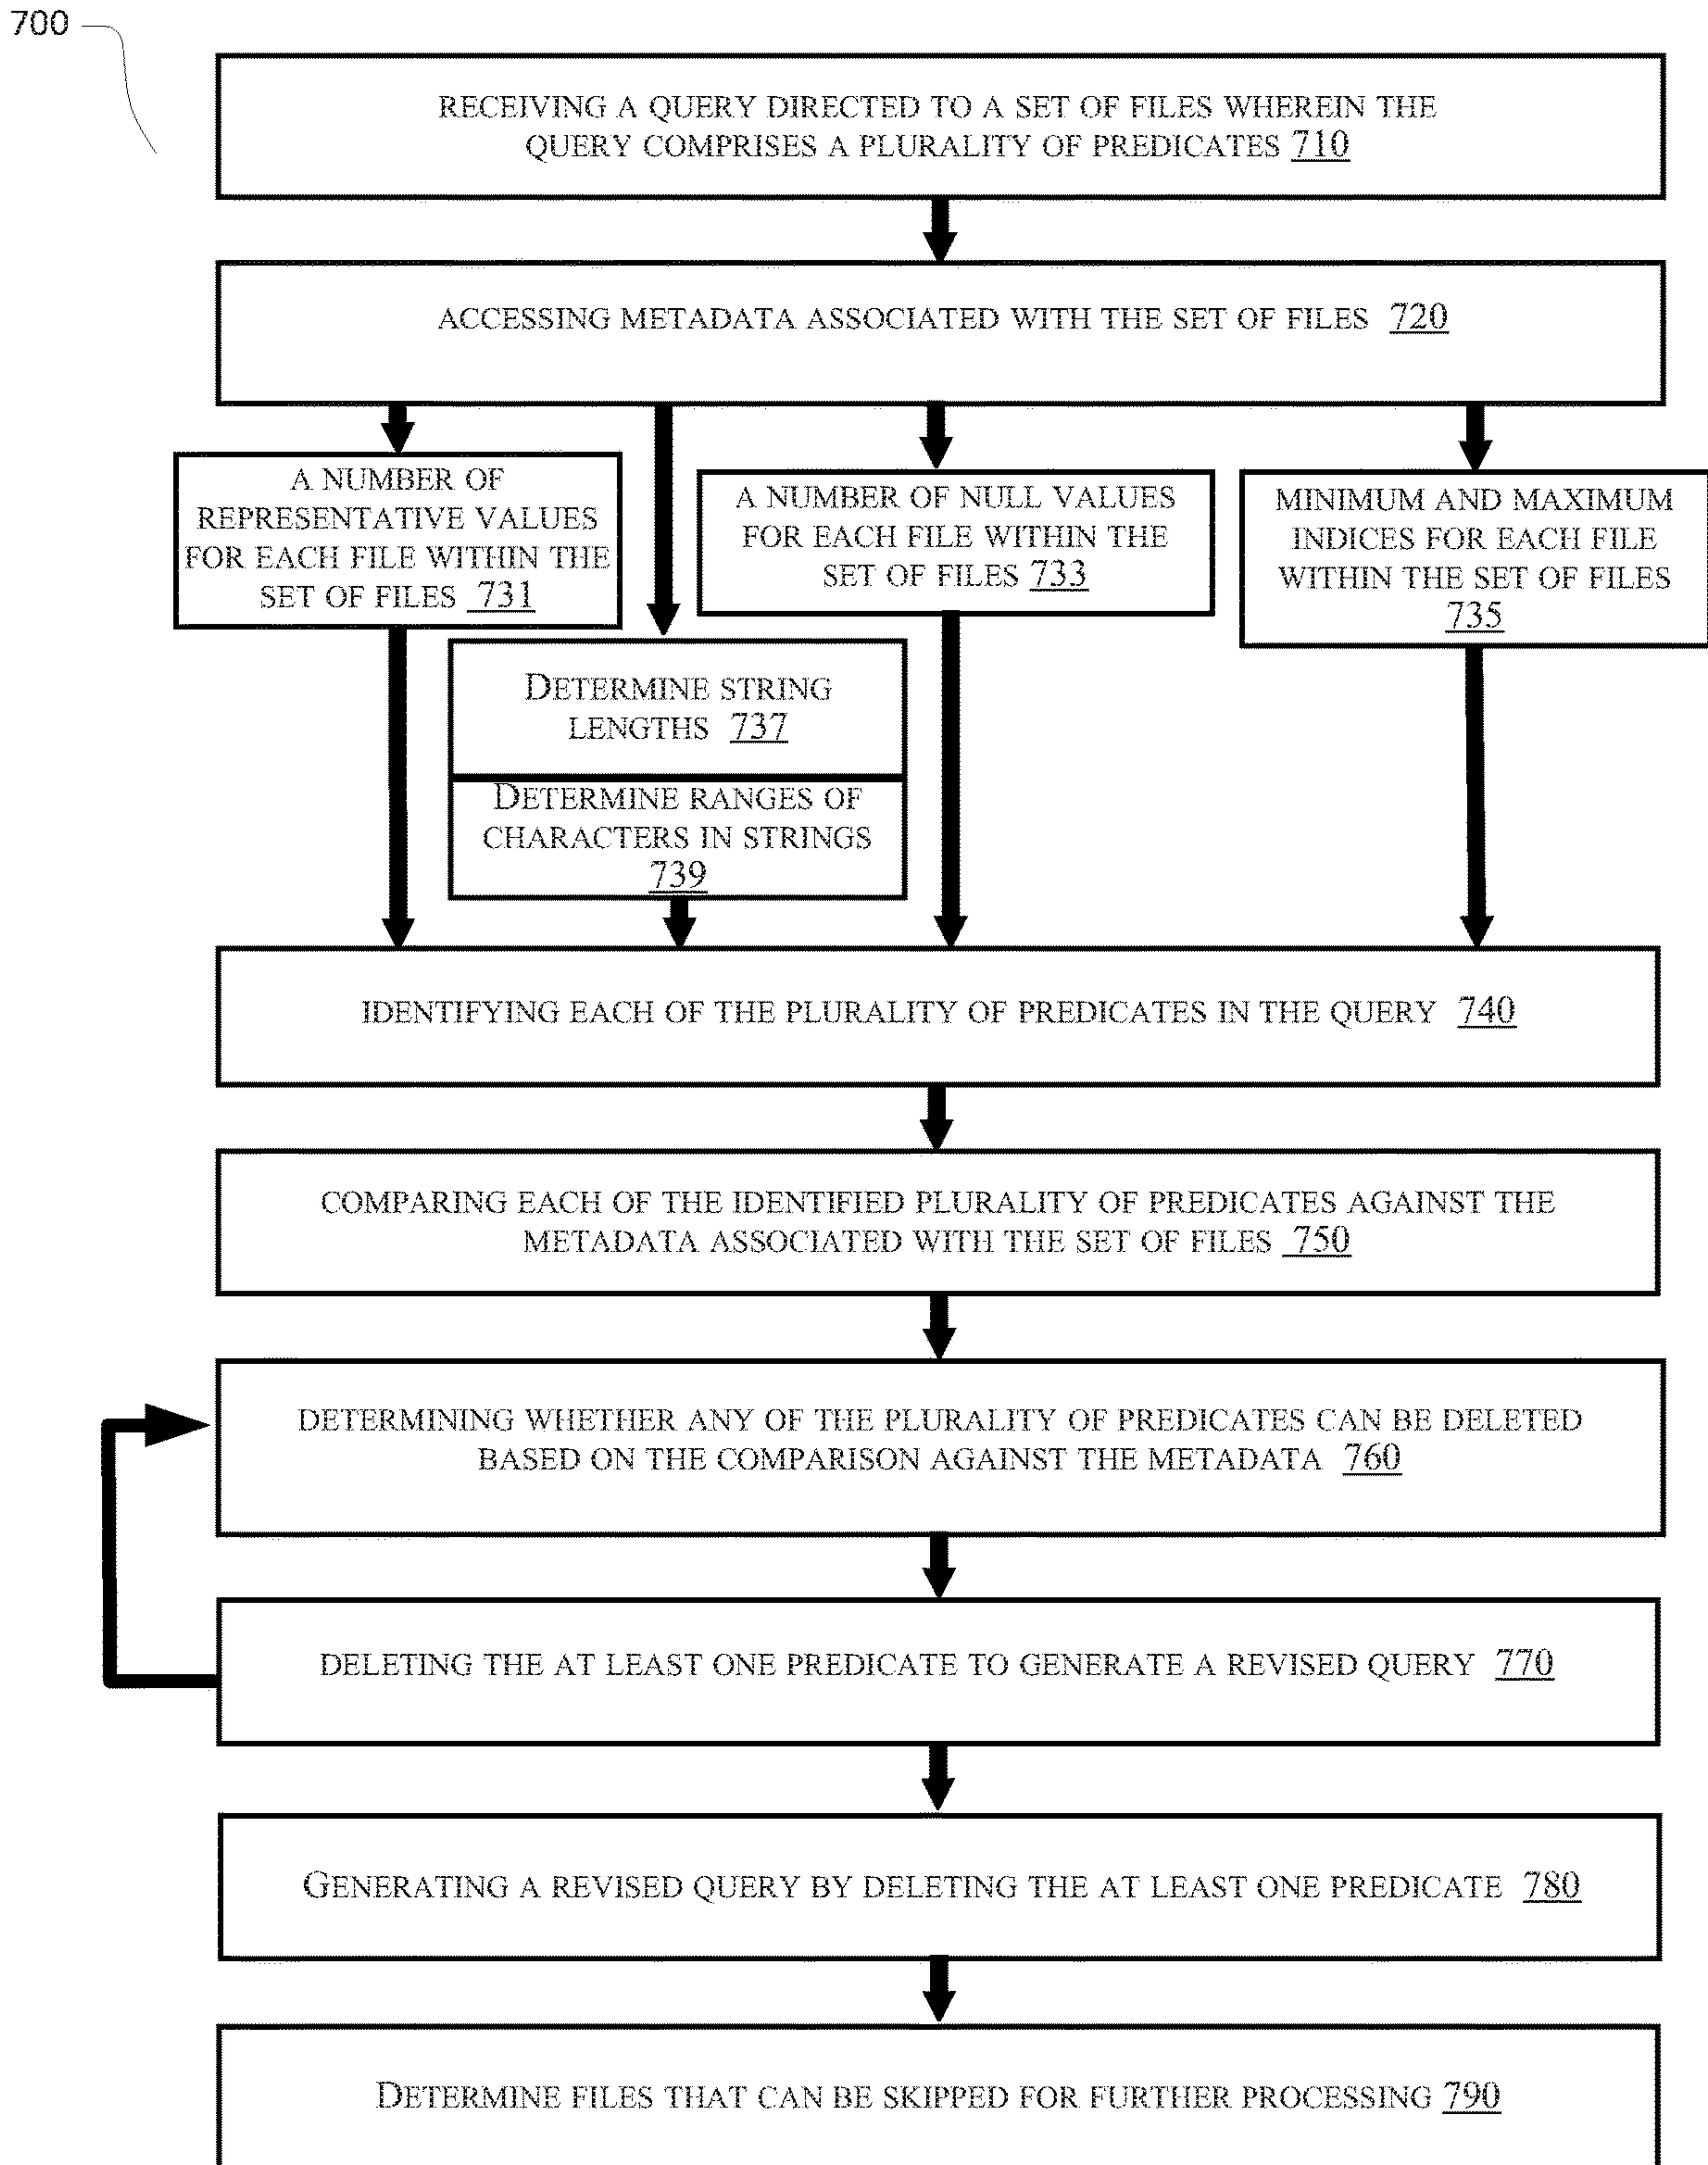 700
RECEIVING A QUERY DIRECTED TO A SET OF FILES WHEREIN THE
QUERY COMPRISES A PLURALITY OF PREDICATES 710
ACCESSING METADATA ASSOCIATED WITH THE SET OF FILES 720
A NUMBER OF
REPRESENTATIVE VALUES
FOR EACH FILE WITHIN THE
SET OF FILES 731
A NUMBER OF NULL VALUES
FOR EACH FILE WITHIN THE
SET OF FILES 733
MINIMUM AND MAXIMUM
INDICES FOR EACH FILE
WITHIN THE SET OF FILES
735
DETERMINE STRING
LENGTHS 737
DETERMINE RANGES OF
CHARACTERS IN STRINGS
739
IDENTIFYING EACH OF THE PLURALITY OF PREDICATES IN THE QUERY 740
COMPARING EACH OF THE IDENTIFIED PLURALITY OF PREDICATES AGAINST THE
METADATA ASSOCIATED WITH THE SET OF FILES 750
DETERMINING WHETHER ANY OF THE PLURALITY OF PREDICATES CAN BE DELETED
BASED ON THE COMPARISON AGAINST THE METADATA 760
DELETING THE AT LEAST ONE PREDICATE TO GENERATE A REVISED QUERY 770
GENERATING A REVISED QUERY BY DELETING THE AT LEAST ONE PREDICATE 780
DETERMINE FILES THAT CAN BE SKIPPED FOR FURTHER PROCESSING 790